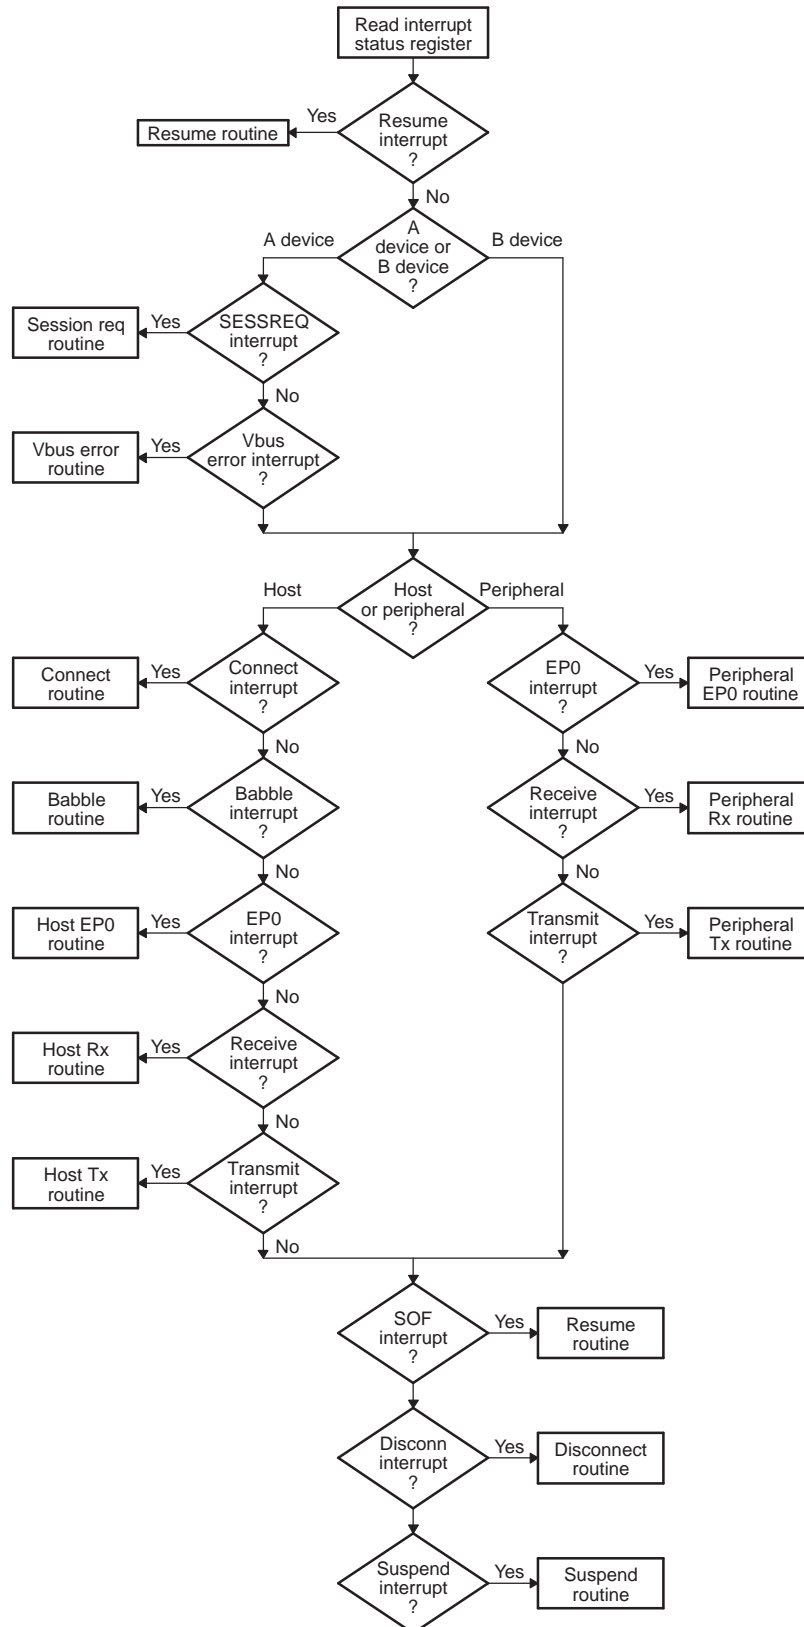 Read interrupt
status register
Yes
Resume routine
Resume
interrupt
?
No
A
device or
B device
?
A device
B device
Session req
routine
Yes
SESSREQ
interrupt
?
No
Vbus error
routine
Yes
Vbus
error interrupt
?
Host
Host
or peripheral
?
Peripheral
Connect
routine
Yes
Connect
interrupt
?
No
EP0
interrupt
?
Yes
Peripheral
EP0 routine
No
Babble
routine
Yes
Babble
interrupt
?
No
Receive
interrupt
?
Yes
Peripheral
Rx routine
No
Host EP0
routine
Yes
EP0
interrupt
?
No
Transmit
interrupt
?
Yes
Peripheral
Tx routine
Host Rx
routine
Yes
Receive
interrupt
?
No
Host Tx
routine
Yes
Transmit
interrupt
?
No
SOF
interrupt
?
Yes
Resume
routine
Disconn
interrupt
?
Yes
Disconnect
routine
Suspend
interrupt
?
Yes
Suspend
routine